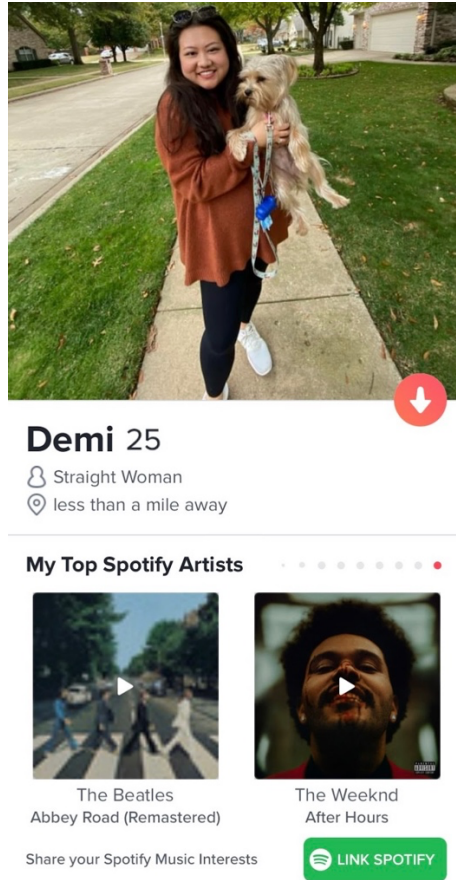 Demi 25
Straight Woman
less than a mile away
My Top Spotify Artists
The Beatles
Abbey Road (Remastered)
The Weeknd
After Hours
Share your Spotify Music Interests
LINK SPOTIFY